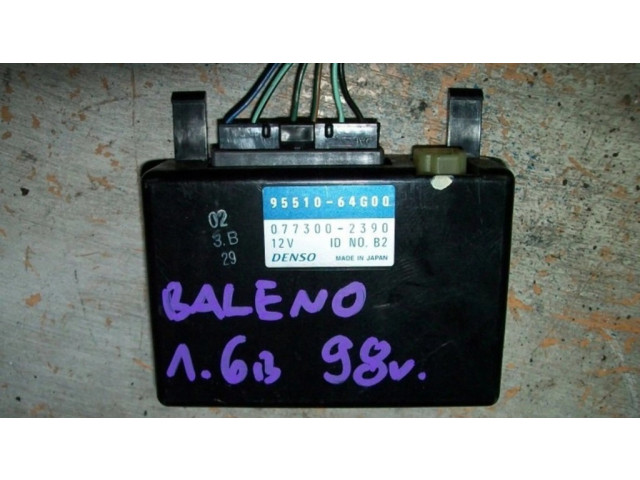 95510-64G00
077300-2390
12V ID NO. B2
DENSO MADE IN JAPAN
02
3.B
29
BALENO
1.6B 98v.